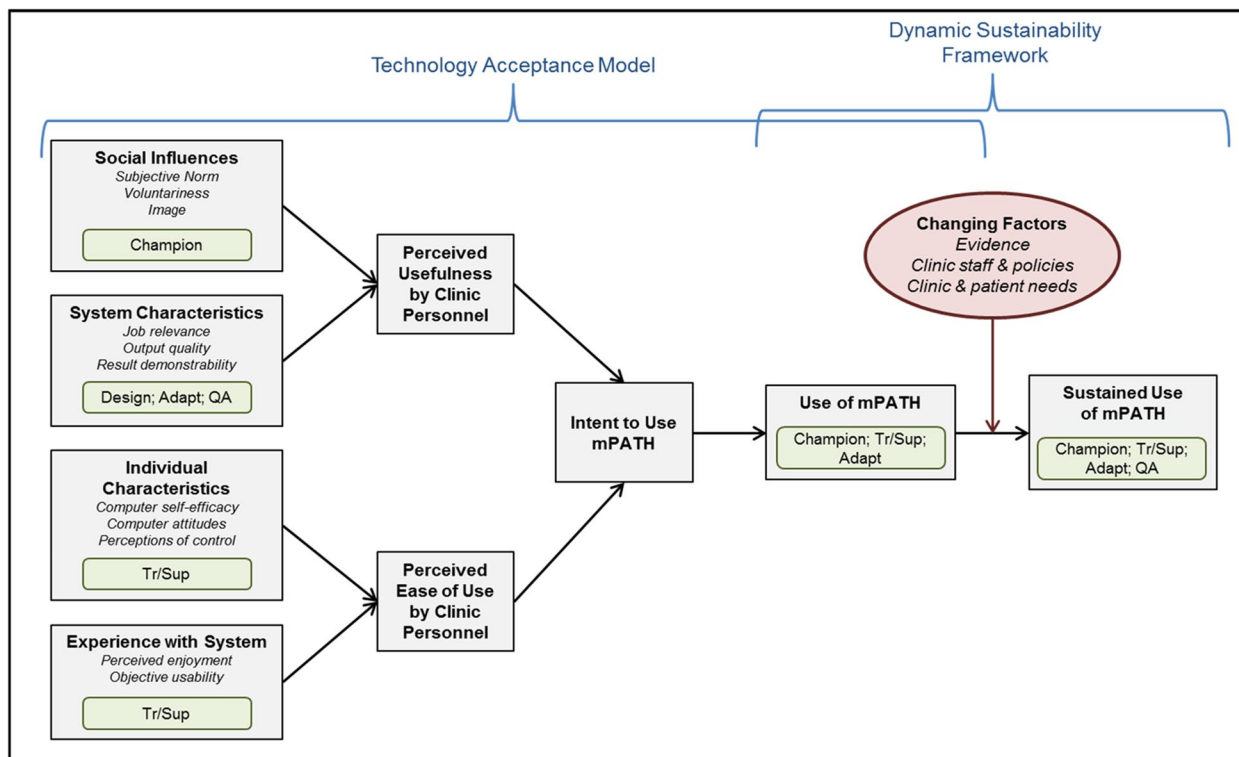 Dynamic Sustainability
Framework
Technology Acceptance Model
Social Influences
Subjective Norm
Voluntariness
Image
Champion
System Characteristics
Job relevance
Output quality
Result demonstrability
Design; Adapt; QA
Individual
Characteristics
Computer self-efficacy
Computer attitudes
Perceptions of control
Tr/Sup
Experience with System
Perceived enjoyment
Objective usability
Tr/Sup
Perceived
Usefulness
by Clinic
Personnel
Perceived
Ease of Use
by Clinic
Personnel
Intent to Use
mPATH
Use of mPATH
Champion; Tr/Sup;
Adapt
Changing Factors
Evidence
Clinic staff & policies
Clinic & patient needs
Sustained Use
of mPATH
Champion; Tr/Sup;
Adapt; QA